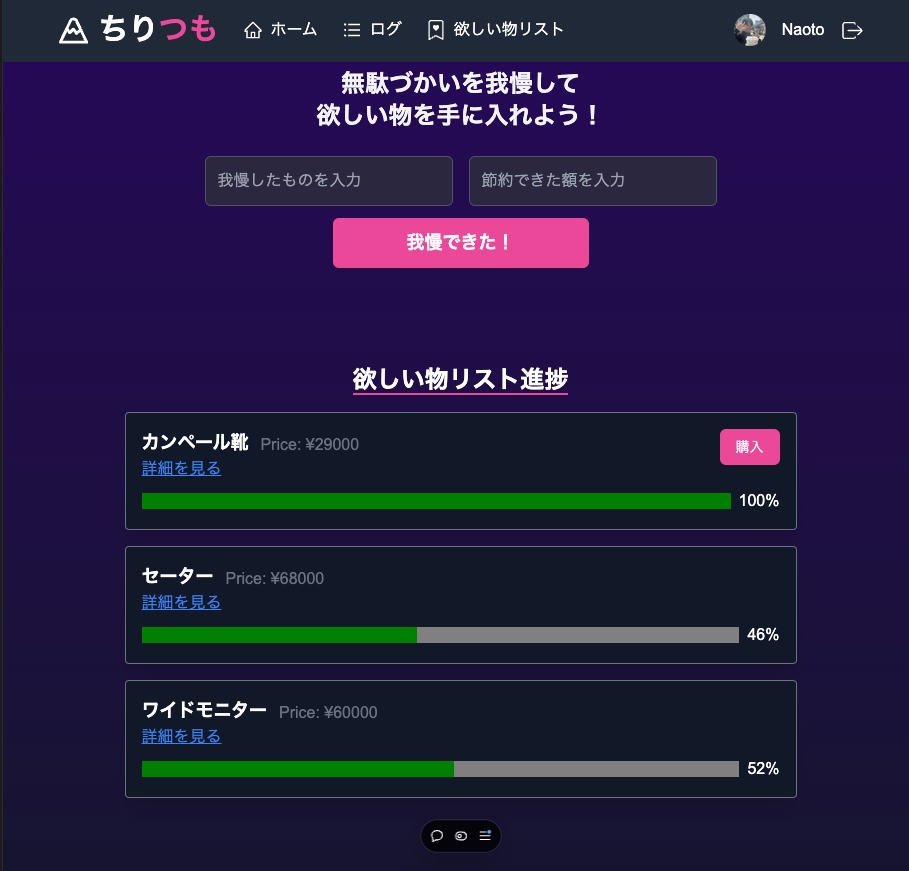 ちりつも
ホーム
ログ
欲しい物リスト
Naoto
無駄づかいを我慢して
欲しい物を手に入れよう！
我慢したものを入力
節約できた額を入力
我慢できた！
欲しい物リスト進捗
カンペール靴 Price: ¥29000
購入
詳細を見る
100%
セーター Price: ¥68000
詳細を見る
46%
ワイドモニター Price: ¥60000
詳細を見る
52%